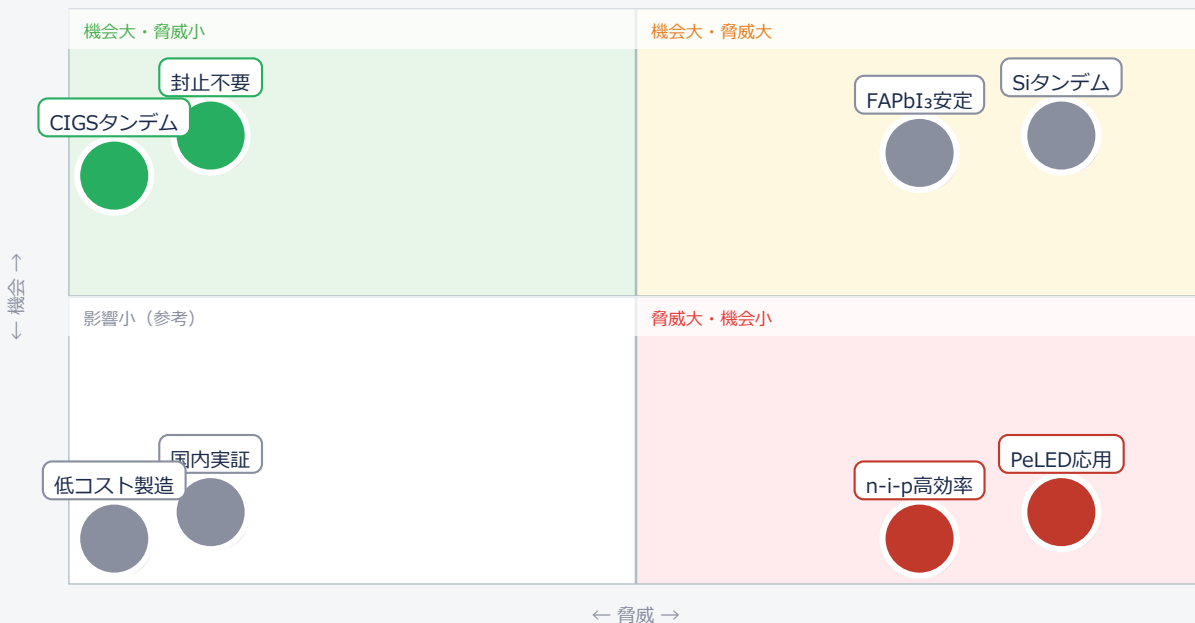 機会大・脅威小
機会大・脅威大
封止不要
CIGSタンデム
FAPbI₃安定
Siタンデム
← 機会 →
影響小（参考）
脅威大・機会小
国内実証
低コスト製造
n-i-p高効率
PeLED応用
← 脅威 →